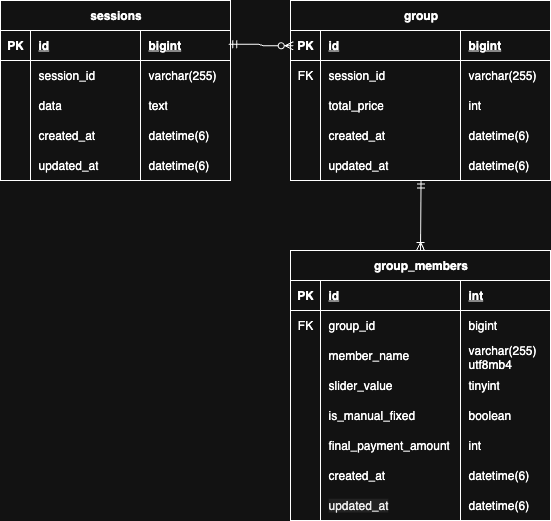 sessions
PK id bigint
session_id varchar(255)
data text
created_at datetime(6)
updated_at datetime(6)
group
PK id bigint
FK session_id varchar(255)
total_price int
created_at datetime(6)
updated_at datetime(6)
group_members
PK id int
FK group_id bigint
member_name varchar(255)
utf8mb4
slider_value tinyint
is_manual_fixed boolean
final_payment_amount int
created_at datetime(6)
updated_at datetime(6)